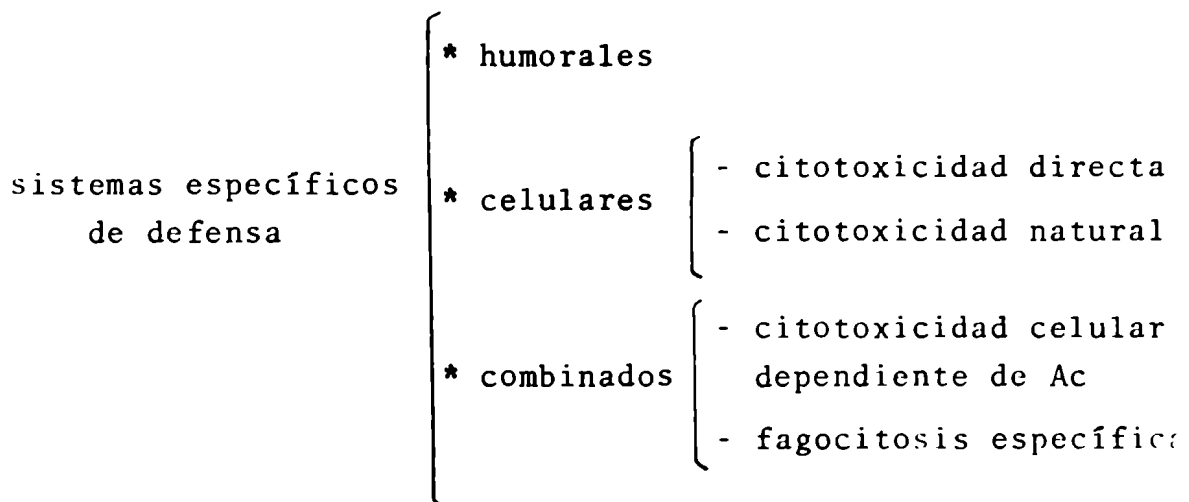 * humorales
sistemas específicos
de defensa
* celulares
- citotoxicidad directa
- citotoxicidad natural
* combinados
- citotoxicidad celular
dependiente de Ac
- fagocitosis específica